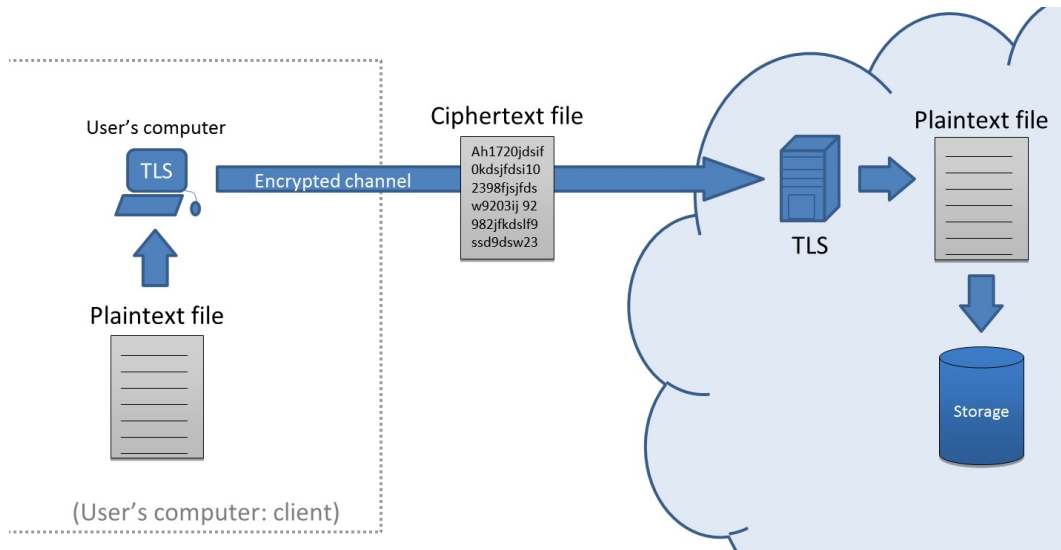 User's computer
TLS
Plaintext file
(User's computer: client)
Encrypted channel
Ciphertext file
Ah1720jdsif
0kdsjfdsi10
2398fjsjfds
w9203ij 92
982jfkdslf9
ssd9dsw23
TLS
Plaintext file
Storage